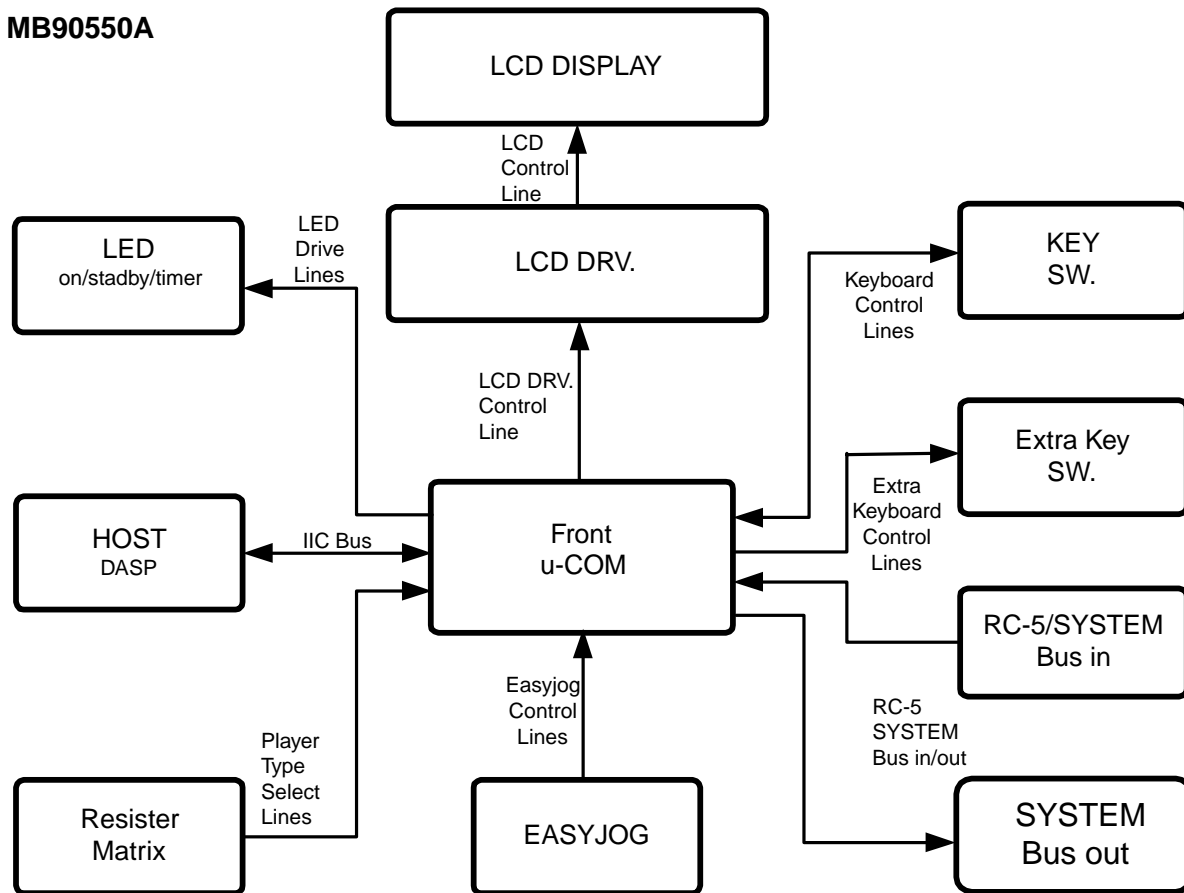 MB90550A
LCD DISPLAY
LCD
Control
Line
LED
on/stadby/timer
LED
Drive
Lines
LCD DRV.
KEY
SW.
Keyboard
Control
Lines
LCD DRV.
Control
Line
Extra Key
SW.
Extra
Keyboard
Control
Lines
HOST
DASP
IIC Bus
Front
u-COM
RC-5/SYSTEM
Bus in
Easyjog
Control
Lines
RC-5
SYSTEM
Bus in/out
Player
Type
Select
Lines
Resister
Matrix
EASYJOG
SYSTEM
Bus out